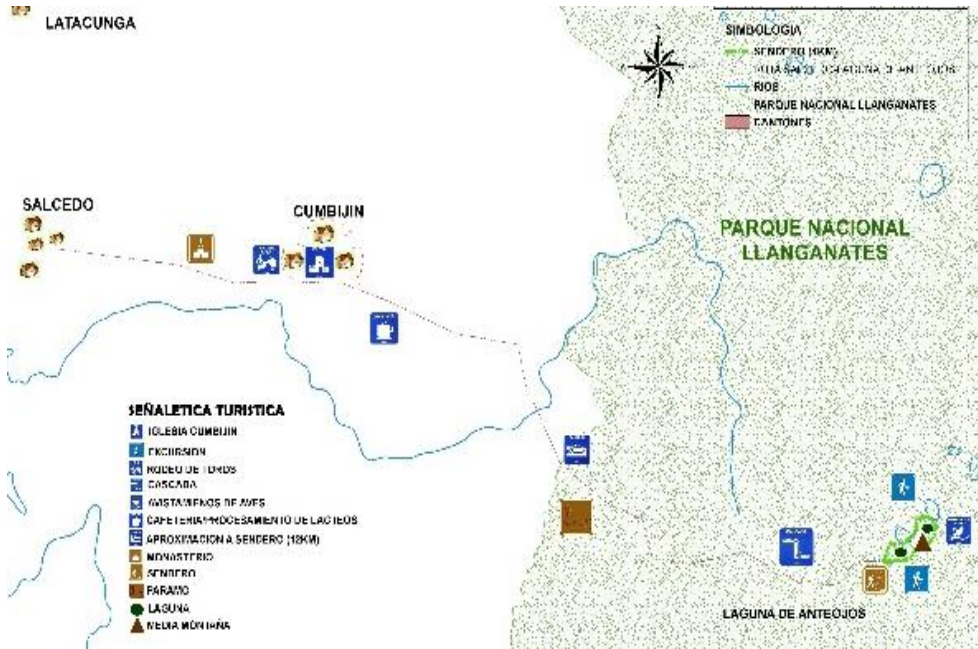 LATACUNGA
SIMBOLOGIA
SENDERO (1KM)
RIOS
PARQUE NACIONAL LLANGANATES
CANTONES
SALCEDO
CUMBIJIN
PARQUE NACIONAL
LLANGANATES
SEÑALETICA TURISTICA
IGLESIA CUMBIJIN
EXCURSION
RODEO DE TOROS
CASCADA
AVISTAMIENOS DE AVES
CAFETERIA/PROCESAMIENTO DE LACTEOS
APROXIMACION A SENDERO (12KM)
MONASTERIO
SENDERO
PARAMO
LAGUNA
MEDIA MONTAÑA
LAGUNA DE ANTEOJOS